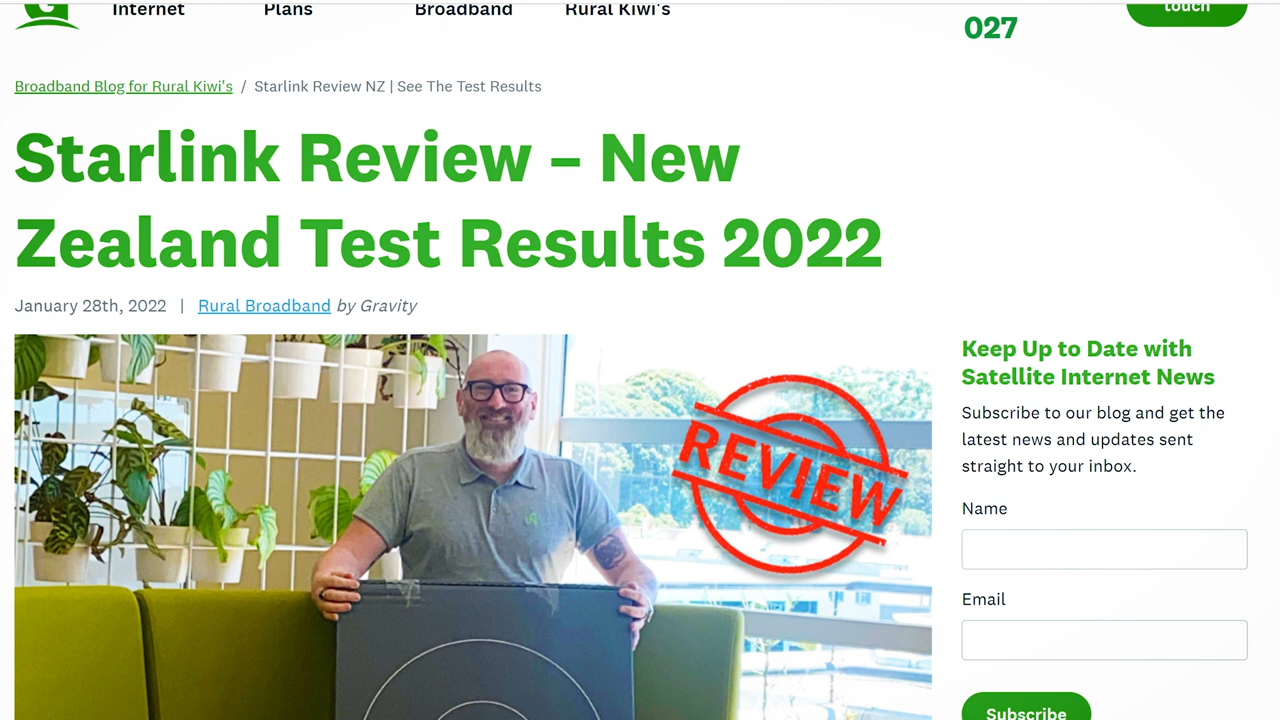 Internet Plans Broadband Rural Kiwi's
027
touch
Broadband Blog for Rural Kiwi's / Starlink Review NZ | See The Test Results
Starlink Review – New
Zealand Test Results 2022
January 28th, 2022 | Rural Broadband by Gravity
REVIEW
Keep Up to Date with
Satellite Internet News
Subscribe to our blog and get the
latest news and updates sent
straight to your inbox.
Name
Email
Subscribe